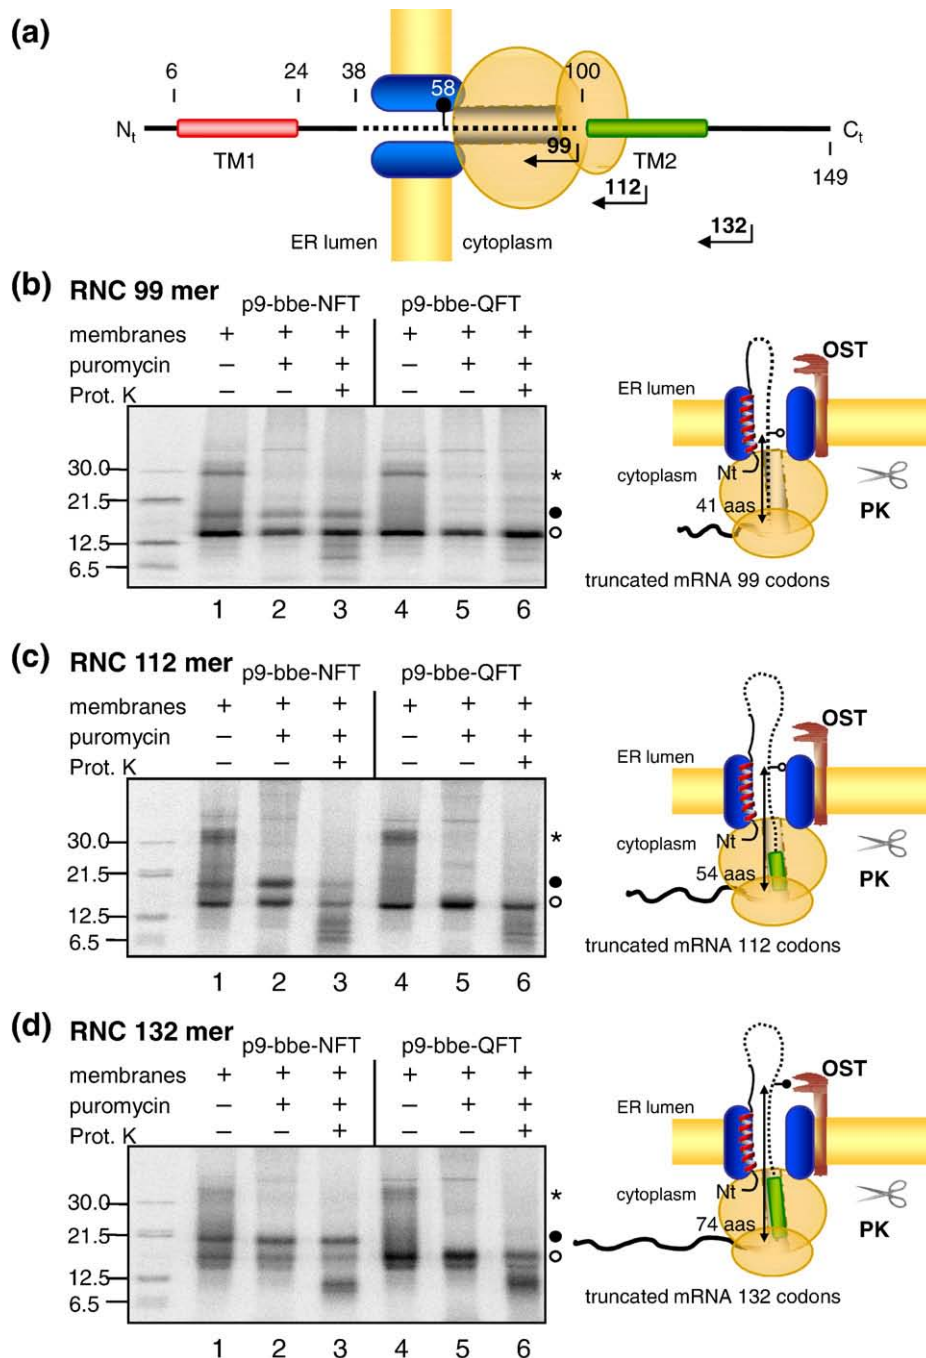 (a)
6 24 38 58 100
Nt Ct
TM1 99 TM2
112 149
132
ER lumen cytoplasm
(b) RNC 99 mer
p9-bbe-NFT p9-bbe-QFT
membranes + + + + + +
puromycin – + + – + +
Prot. K – – + – – +
30.0 *
21.5 ●
12.5 ○
6.5
1 2 3 4 5 6
OST
ER lumen
cytoplasm Nt
41 aas PK
truncated mRNA 99 codons
(c) RNC 112 mer
p9-bbe-NFT p9-bbe-QFT
membranes + + + + + +
puromycin – + + – + +
Prot. K – – + – – +
30.0 *
21.5 ●
12.5 ○
6.5
1 2 3 4 5 6
OST
ER lumen
cytoplasm Nt
54 aas PK
truncated mRNA 112 codons
(d) RNC 132 mer
p9-bbe-NFT p9-bbe-QFT
membranes + + + + + +
puromycin – + + – + +
Prot. K – – + – – +
30.0 *
21.5 ●
12.5 ○
6.5
1 2 3 4 5 6
OST
ER lumen
cytoplasm Nt
74 aas PK
truncated mRNA 132 codons